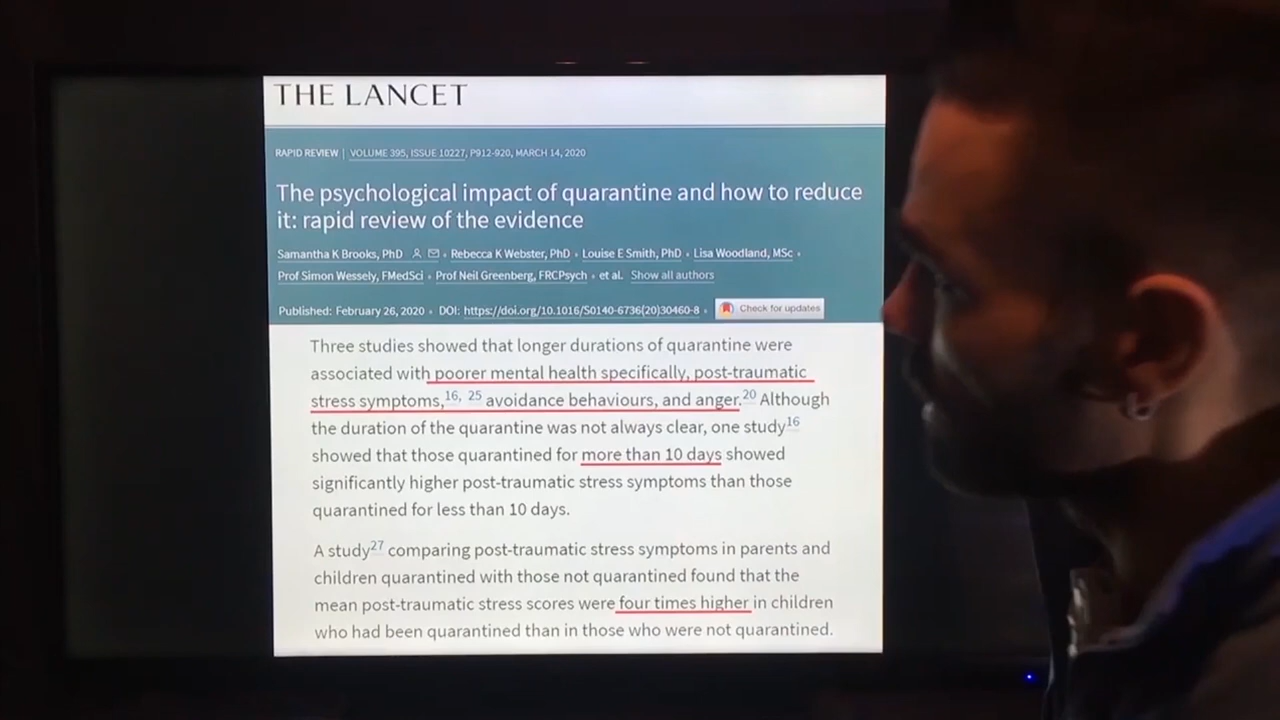 THE LANCET
RAPID REVIEW | VOLUME 395, ISSUE 10227, P912-920, MARCH 14, 2020
The psychological impact of quarantine and how to reduce
it: rapid review of the evidence
Samantha K Brooks, PhD • Rebecca K Webster, PhD • Louise E Smith, PhD • Lisa Woodland, MSc •
Prof Simon Wessely, FMedSci • Prof Neil Greenberg, FRCPsych • et al. Show all authors
Published: February 26, 2020 • DOI: https://doi.org/10.1016/S0140-6736(20)30460-8 • Check for updates
Three studies showed that longer durations of quarantine were
associated with poorer mental health specifically, post-traumatic
stress symptoms,16, 25 avoidance behaviours, and anger.20 Although
the duration of the quarantine was not always clear, one study16
showed that those quarantined for more than 10 days showed
significantly higher post-traumatic stress symptoms than those
quarantined for less than 10 days.
A study27 comparing post-traumatic stress symptoms in parents and
children quarantined with those not quarantined found that the
mean post-traumatic stress scores were four times higher in children
who had been quarantined than in those who were not quarantined.